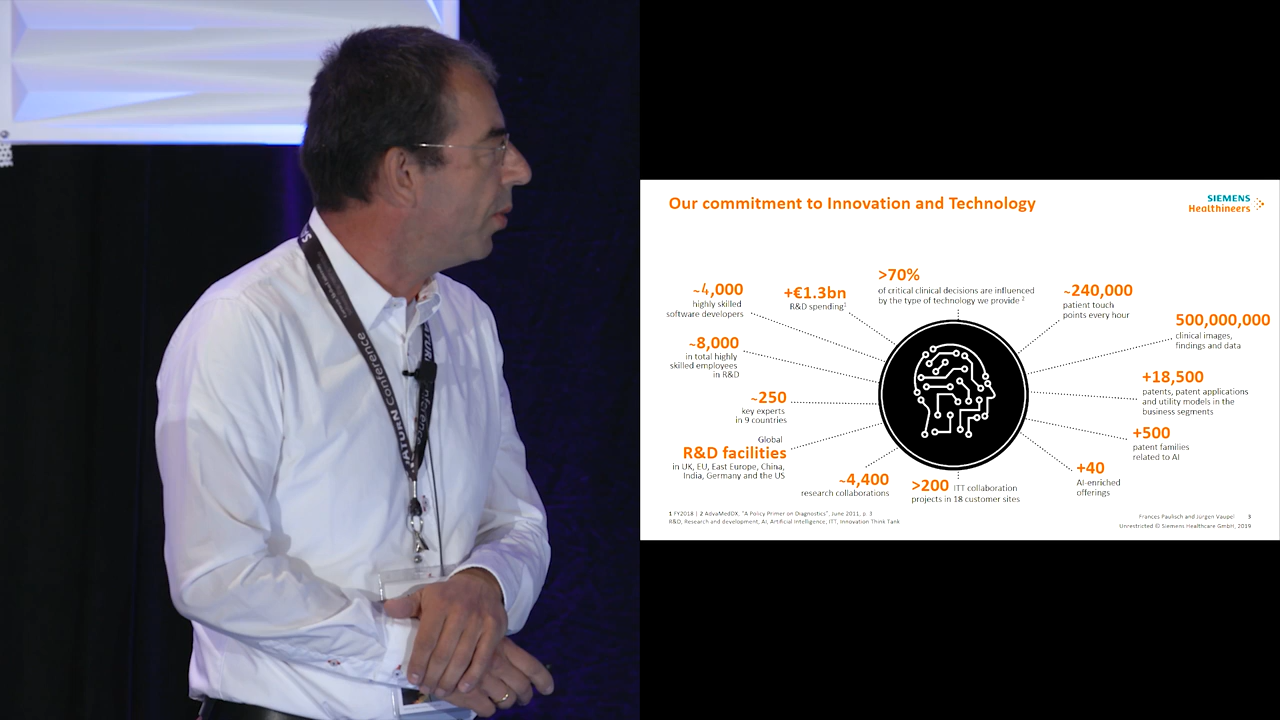 Our commitment to Innovation and Technology
SIEMENS
Healthineers
~4,000
highly skilled
software developers
+€1.3bn
R&D spending1
>70%
of critical clinical decisions are influenced
by the type of technology we provide 2
~240,000
patient touch
points every hour
500,000,000
clinical images,
findings and data
~8,000
in total highly
skilled employees
in R&D
+18,500
patents, patent applications
and utility models in the
business segments
~250
key experts
in 9 countries
+500
patent families
related to AI
Global
R&D facilities
in UK, EU, East Europe, China,
India, Germany and the US
+40
AI-enriched
offerings
~4,400
research collaborations
>200 ITT collaboration
projects in 18 customer sites
1 FY2018 | 2 AdvaMedDX, "A Policy Primer on Diagnostics", June 2011, p. 3
R&D, Research and development, AI, Artificial Intelligence, ITT, Innovation Think Tank
Frances Paulisch and Jürgen Vaupel 3
Unrestricted © Siemens Healthcare GmbH, 2019
SATURN Conference